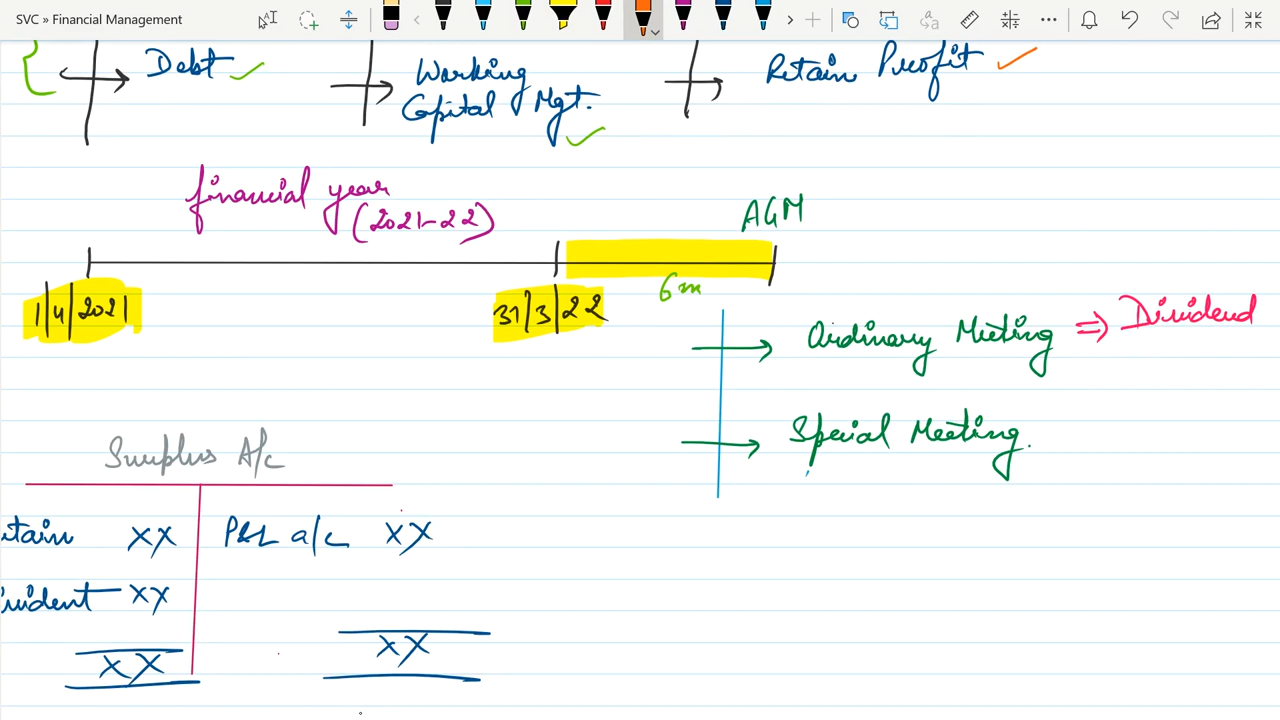 SVC » Financial Management
Debt
Working
Capital Mgt.
Retain Profit
financial year
(2021-22)
AGM
1/4/2021
31/3/22
6m
Ordinary Meeting ⇒ Dividend
Special Meeting.
Surplus A/c
tain XX P&L a/c XX
ident XX
XX XX